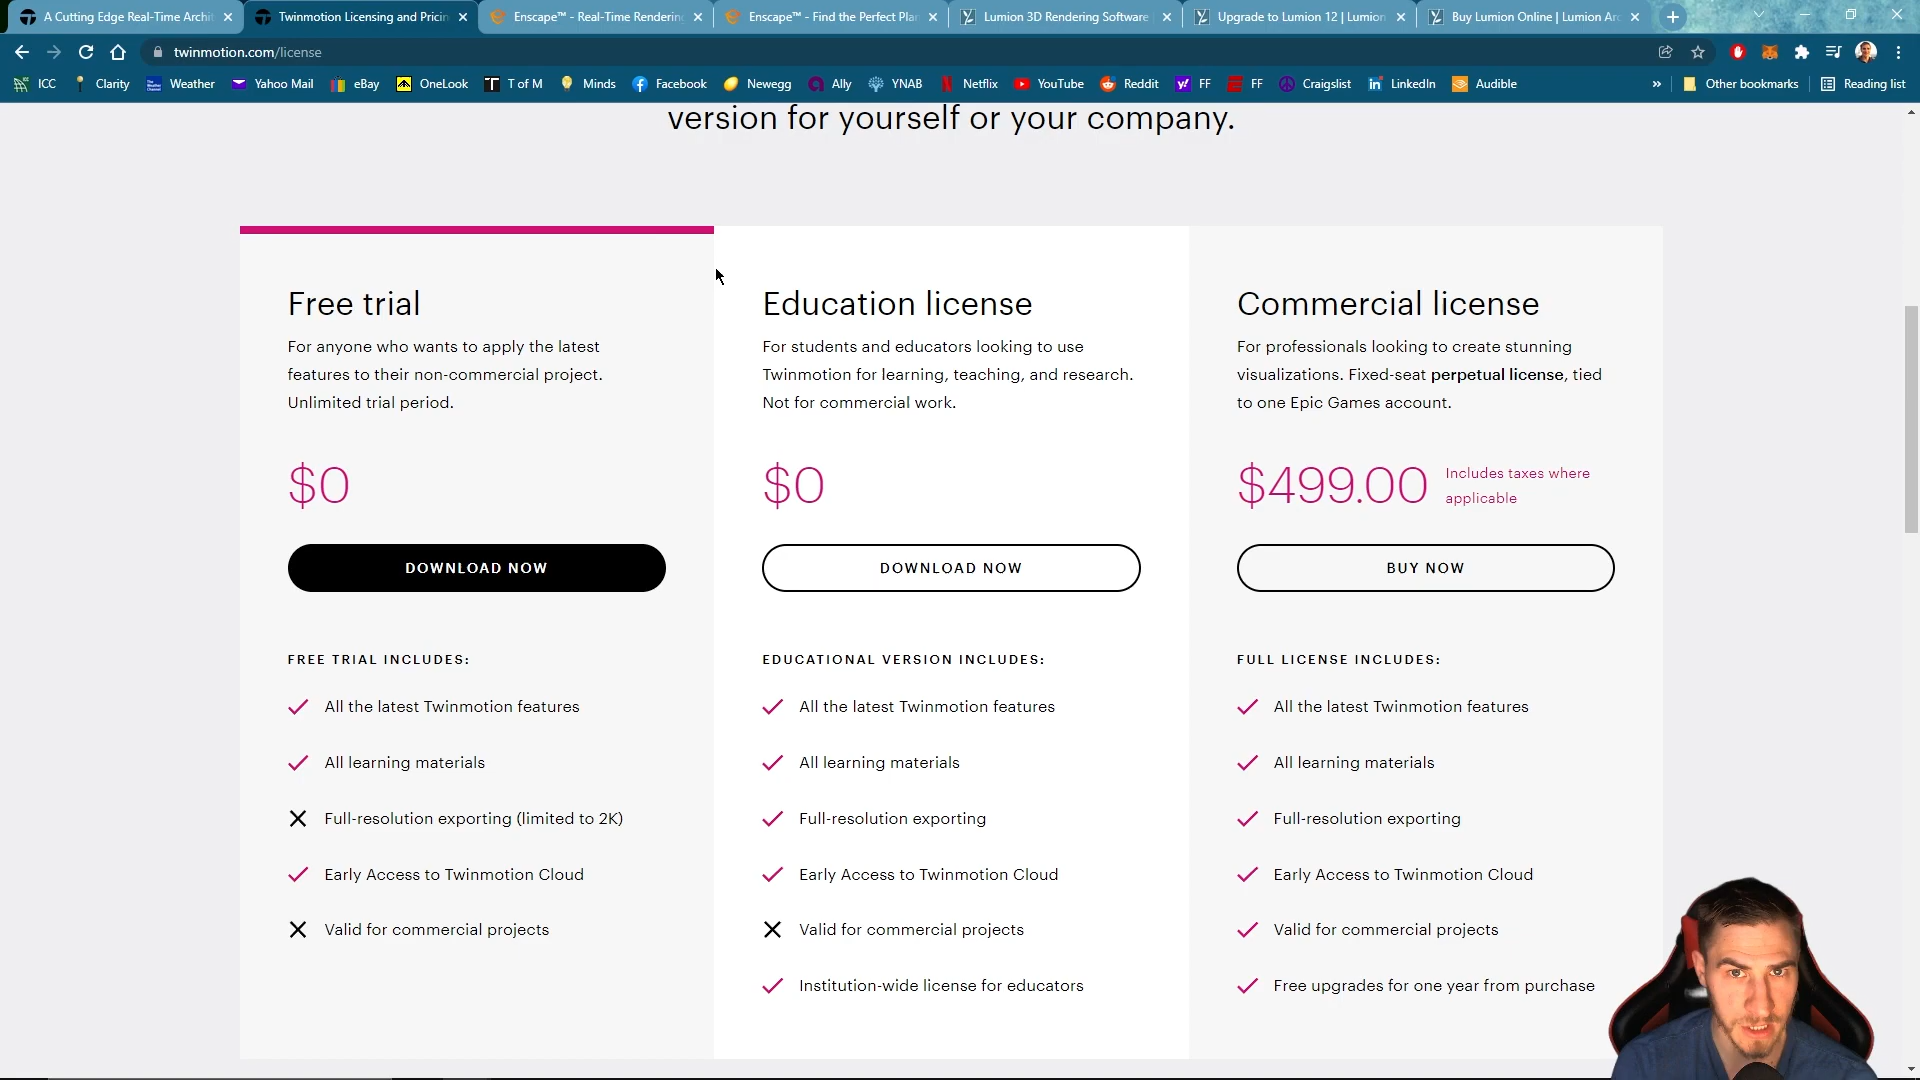 A Cutting Edge Real-Time Archit
Twinmotion Licensing and Pricin
Enscape™ - Real-Time Rendering
Enscape™ - Find the Perfect Plan
Lumion 3D Rendering Software
Upgrade to Lumion 12 | Lumion
Buy Lumion Online | Lumion Arc
twinmotion.com/license
ICC
Clarity
Weather
Yahoo Mail
eBay
OneLook
T of M
Minds
Facebook
Newegg
Ally
YNAB
Netflix
YouTube
Reddit
FF
FF
Craigslist
LinkedIn
Audible
»
Other bookmarks
Reading list
version for yourself or your company.
Free trial
For anyone who wants to apply the latest
features to their non-commercial project.
Unlimited trial period.
$0
DOWNLOAD NOW
FREE TRIAL INCLUDES:
All the latest Twinmotion features
All learning materials
Full-resolution exporting (limited to 2K)
Early Access to Twinmotion Cloud
Valid for commercial projects
Education license
For students and educators looking to use
Twinmotion for learning, teaching, and research.
Not for commercial work.
$0
DOWNLOAD NOW
EDUCATIONAL VERSION INCLUDES:
All the latest Twinmotion features
All learning materials
Full-resolution exporting
Early Access to Twinmotion Cloud
Valid for commercial projects
Institution-wide license for educators
Commercial license
For professionals looking to create stunning
visualizations. Fixed-seat perpetual license, tied
to one Epic Games account.
$499.00
Includes taxes where
applicable
BUY NOW
FULL LICENSE INCLUDES:
All the latest Twinmotion features
All learning materials
Full-resolution exporting
Early Access to Twinmotion Cloud
Valid for commercial projects
Free upgrades for one year from purchase